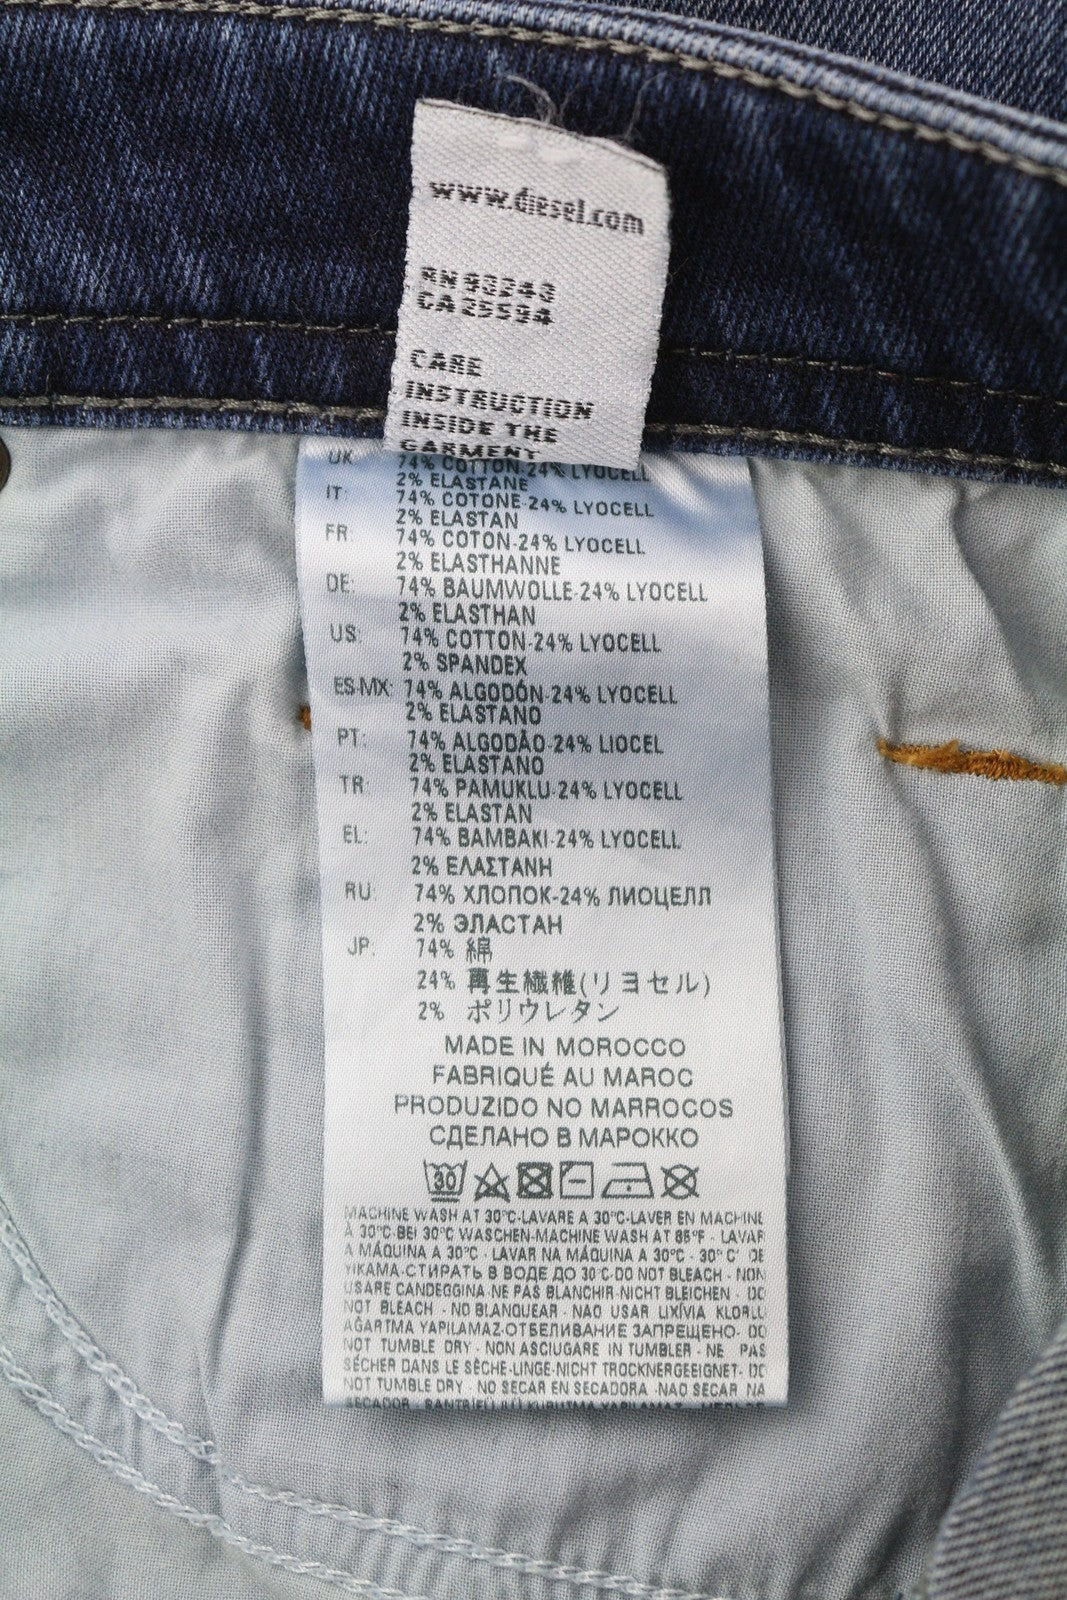 www.diesel.com
RN 93243
CA 25594
CARE
INSTRUCTION
INSIDE THE
GARMENT
UK: 74% COTTON-24% LYOCELL
2% ELASTANE
IT: 74% COTONE-24% LYOCELL
2% ELASTAN
FR: 74% COTON-24% LYOCELL
2% ELASTHANNE
DE: 74% BAUMWOLLE-24% LYOCELL
2% ELASTHAN
US: 74% COTTON-24% LYOCELL
2% SPANDEX
ES-MX: 74% ALGODÓN-24% LYOCELL
2% ELASTANO
PT: 74% ALGODÃO-24% LIOCEL
2% ELASTANO
TR: 74% PAMUKLU-24% LYOCELL
2% ELASTAN
EL: 74% BAMBAKI-24% LYOCELL
2% ΕΛΑΣΤΑΝΗ
RU: 74% ХЛОПОК-24% ЛИОЦЕЛЛ
2% ЭЛАСТАН
JP: 74% 綿
24% 再生繊維(リヨセル)
2% ポリウレタン
MADE IN MOROCCO
FABRIQUÉ AU MAROC
PRODUZIDO NO MARROCOS
СДЕЛАНО В МАРОККО
30
MACHINE WASH AT 30°C-LAVARE A 30°C-LAVER EN MACHINE
À 30°C-BEI 30°C WASCHEN-MACHINE WASH AT 86°F - LAVAR
A MÁQUINA A 30°C - LAVAR NA MÁQUINA A 30°C - 30°C' DE
YIKAMA-СТИРАТЬ В ВОДЕ ДО 30°C-DO NOT BLEACH - NON
USARE CANDEGGINA-NE PAS BLANCHIR-NICHT BLEICHEN - DO
NOT BLEACH - NO BLANQUEAR - NAO USAR LIXÍVIA KLORLU
AĞARTMA YAPILAMAZ-ОТБЕЛИВАНИЕ ЗАПРЕЩЕНО- DO
NOT TUMBLE DRY - NON ASCIUGARE IN TUMBLER - NE PAS
SÉCHER DANS LE SÈCHE-LINGE-NICHT TROCKNERGEEIGNET- DO
NOT TUMBLE DRY - NO SECAR EN SECADORA - NAO SECAR NA
SECADOR